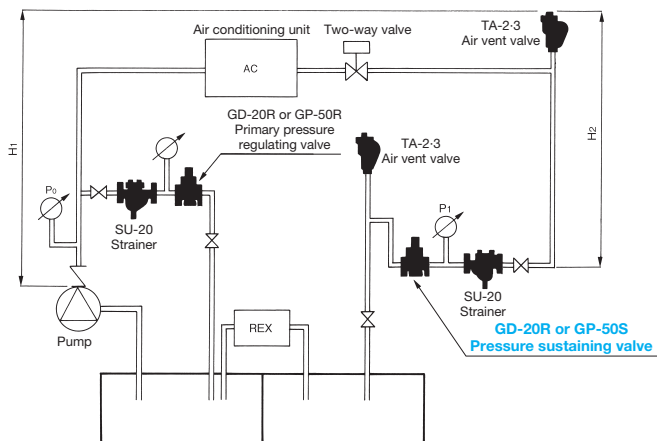 TA-2·3
Air vent valve
Air conditioning unit
Two-way valve
AC
H1
H2
GD-20R or GP-50R
Primary pressure
regulating valve
TA-2·3
Air vent valve
P0
P1
SU-20
Strainer
SU-20
Strainer
Pump
REX
GD-20R or GP-50S
Pressure sustaining valve